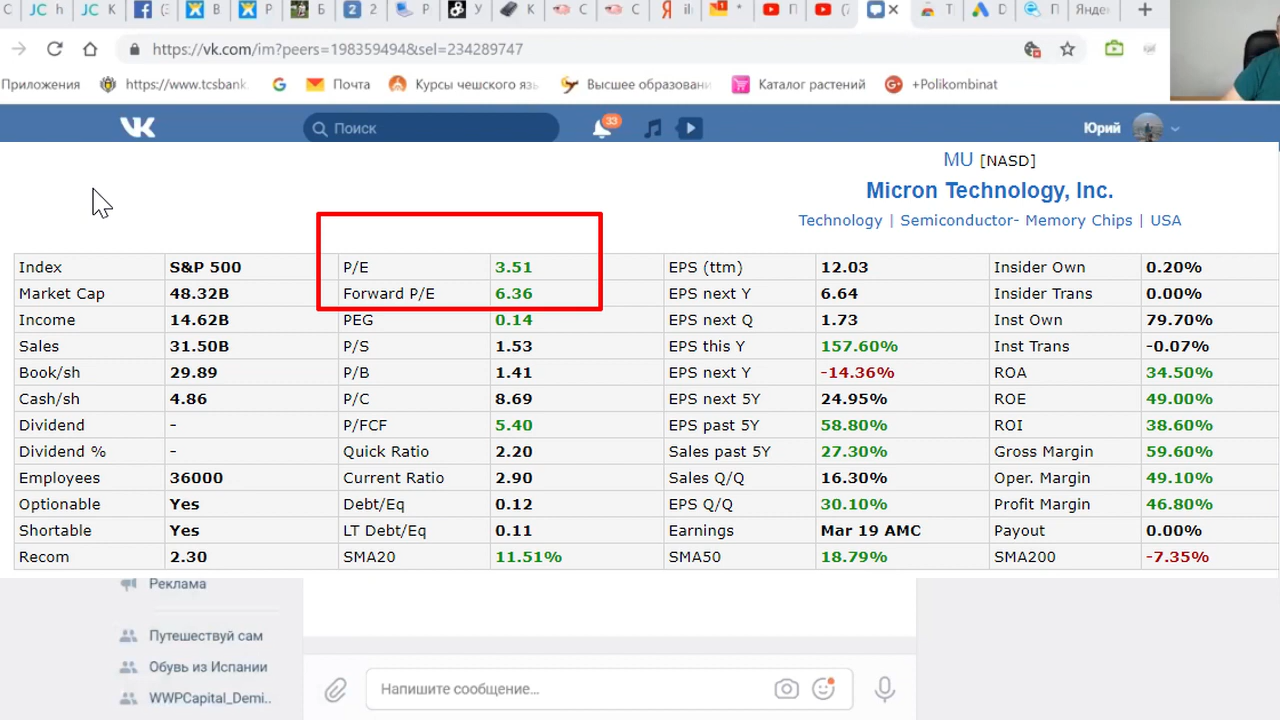 C JC h JC K (3 B P Б 2 2 P У K C C Я ili * П (2 T D П Янде
https://vk.com/im?peers=198359494&sel=234289747
Приложения https://www.tcsbank. Почта Курсы чешского язь Высшее образовани Каталог растений +Polikombinat
VK Поиск 33 Юрий
MU [NASD]
Micron Technology, Inc.
Technology | Semiconductor- Memory Chips | USA
Index S&P 500 P/E 3.51 EPS (ttm) 12.03 Insider Own 0.20%
Market Cap 48.32B Forward P/E 6.36 EPS next Y 6.64 Insider Trans 0.00%
Income 14.62B PEG 0.14 EPS next Q 1.73 Inst Own 79.70%
Sales 31.50B P/S 1.53 EPS this Y 157.60% Inst Trans -0.07%
Book/sh 29.89 P/B 1.41 EPS next Y -14.36% ROA 34.50%
Cash/sh 4.86 P/C 8.69 EPS next 5Y 24.95% ROE 49.00%
Dividend - P/FCF 5.40 EPS past 5Y 58.80% ROI 38.60%
Dividend % - Quick Ratio 2.20 Sales past 5Y 27.30% Gross Margin 59.60%
Employees 36000 Current Ratio 2.90 Sales Q/Q 16.30% Oper. Margin 49.10%
Optionable Yes Debt/Eq 0.12 EPS Q/Q 30.10% Profit Margin 46.80%
Shortable Yes LT Debt/Eq 0.11 Earnings Mar 19 AMC Payout 0.00%
Recom 2.30 SMA20 11.51% SMA50 18.79% SMA200 -7.35%
Реклама
Путешествуй сам
Обувь из Испании
WWPCapital_Demi..
Напишите сообщение...